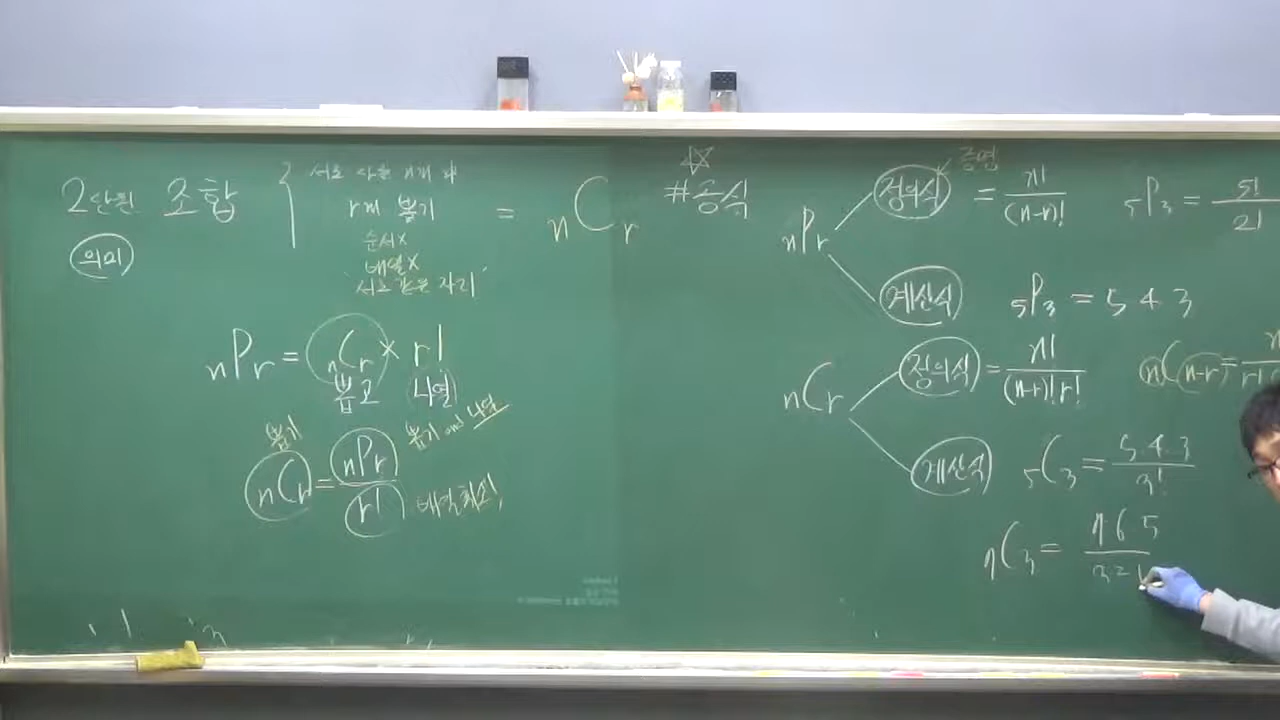 2단원 조합
의미
서로 다른 n개 中
r개 뽑기
순서X
배열X
서로 같은 자리
= nCr
nPr = nCr × r!
뽑고 나열
뽑기
nCr = nPr / r!
뽑기 and 나열
배열취소
#공식
nPr
정의식 = n! / (n-r)!
증명
5P3 = 5! / 2!
계산식 5P3 = 5 4 3
nCr
정의식 = n! / (n-r)! r!
nCn-r =
계산식 5C3 = 5·4·3 / 3!
7C3 = 7 6 5 / 3·2·1